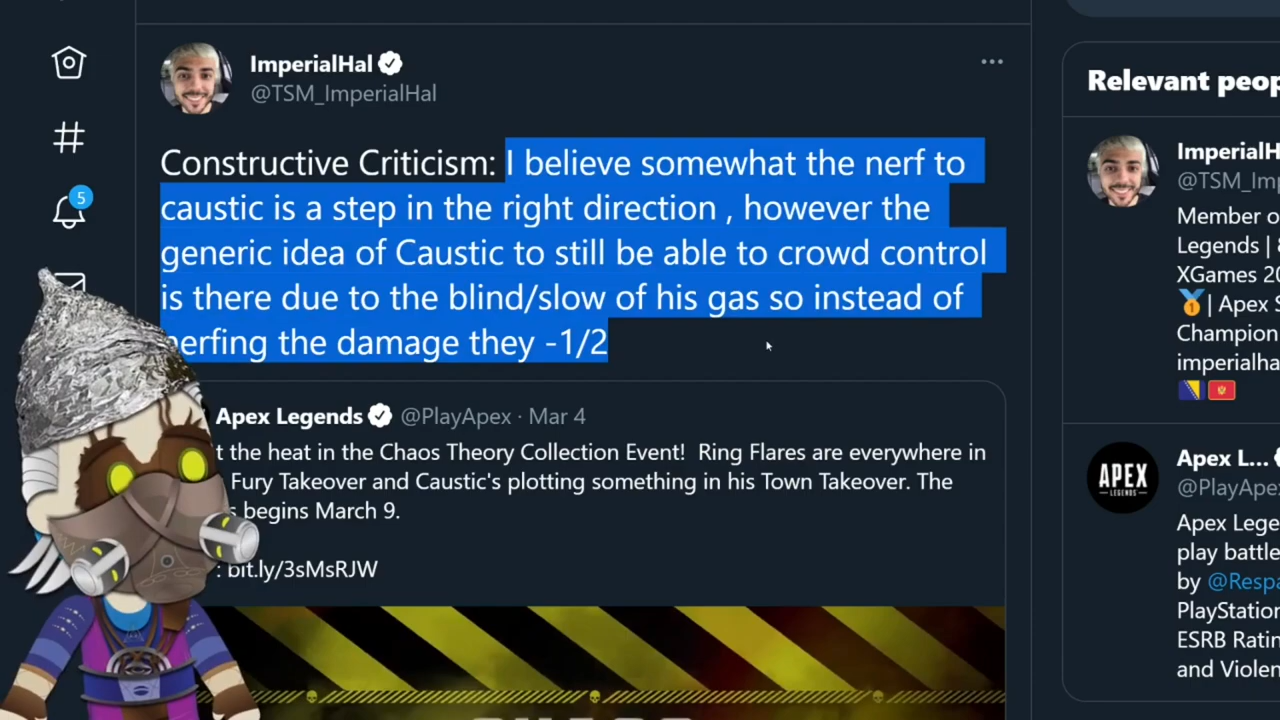 ImperialHal
@TSM_ImperialHal
Constructive Criticism: I believe somewhat the nerf to
caustic is a step in the right direction , however the
generic idea of Caustic to still be able to crowd control
is there due to the blind/slow of his gas so instead of
nerfing the damage they -1/2
Apex Legends @PlayApex · Mar 4
the heat in the Chaos Theory Collection Event! Ring Flares are everywhere in
Fury Takeover and Caustic's plotting something in his Town Takeover. The
begins March 9.
: bit.ly/3sMsRJW
5
Relevant
ImperialH
@TSM_Im
Member o
Legends |
XGames 20
| Apex S
Champion
imperialha
Apex L...
@PlayApe
Apex Lege
play battle
by @Respa
PlayStation
ESRB Ratin
and Violen